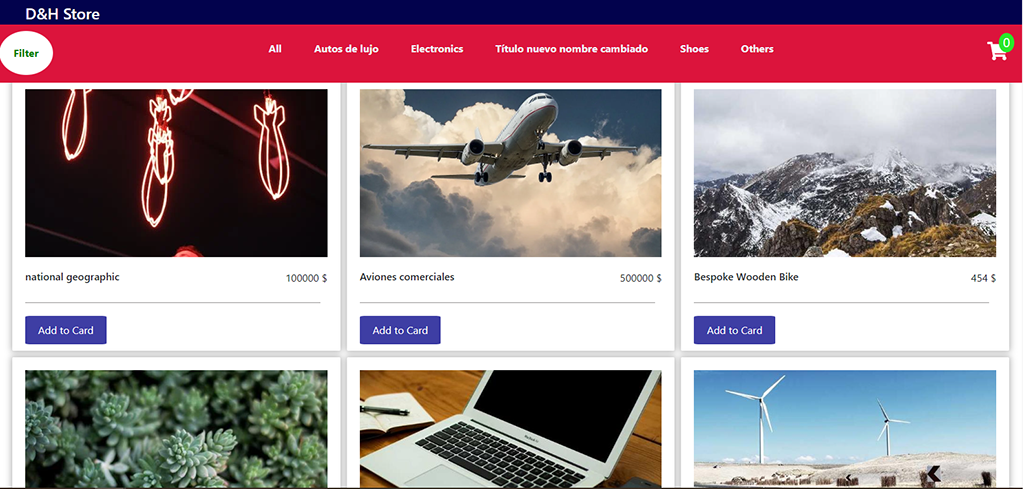 D&H Store
Filter
All Autos de lujo Electronics Título nuevo nombre cambiado Shoes Others
0
national geographic 100000 $
Aviones comerciales 500000 $
Bespoke Wooden Bike 454 $
Add to Card
Add to Card
Add to Card